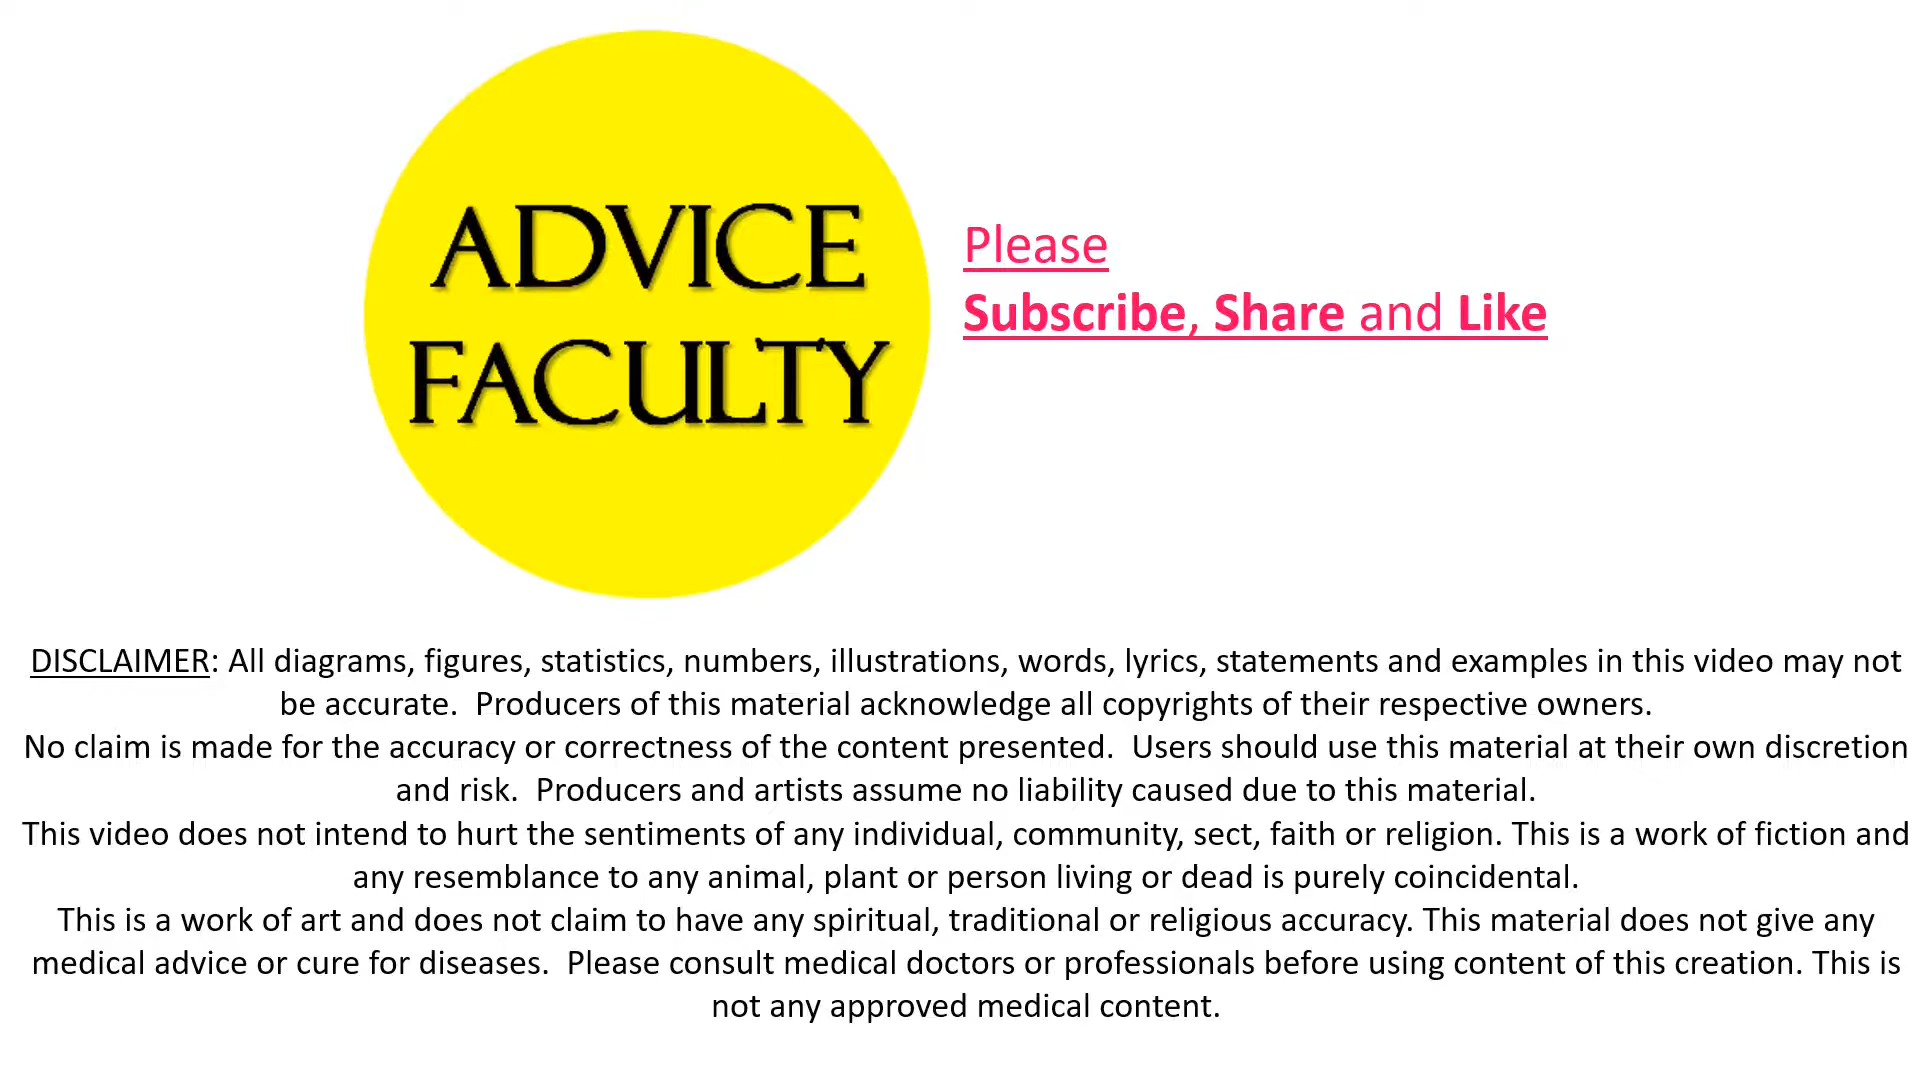 ADVICE
FACULTY
Please
Subscribe, Share and Like
DISCLAIMER: All diagrams, figures, statistics, numbers, illustrations, words, lyrics, statements and examples in this video may not
be accurate.  Producers of this material acknowledge all copyrights of their respective owners.
No claim is made for the accuracy or correctness of the content presented.  Users should use this material at their own discretion
and risk.  Producers and artists assume no liability caused due to this material.
This video does not intend to hurt the sentiments of any individual, community, sect, faith or religion. This is a work of fiction and
any resemblance to any animal, plant or person living or dead is purely coincidental.
This is a work of art and does not claim to have any spiritual, traditional or religious accuracy. This material does not give any
medical advice or cure for diseases.  Please consult medical doctors or professionals before using content of this creation. This is
not any approved medical content.